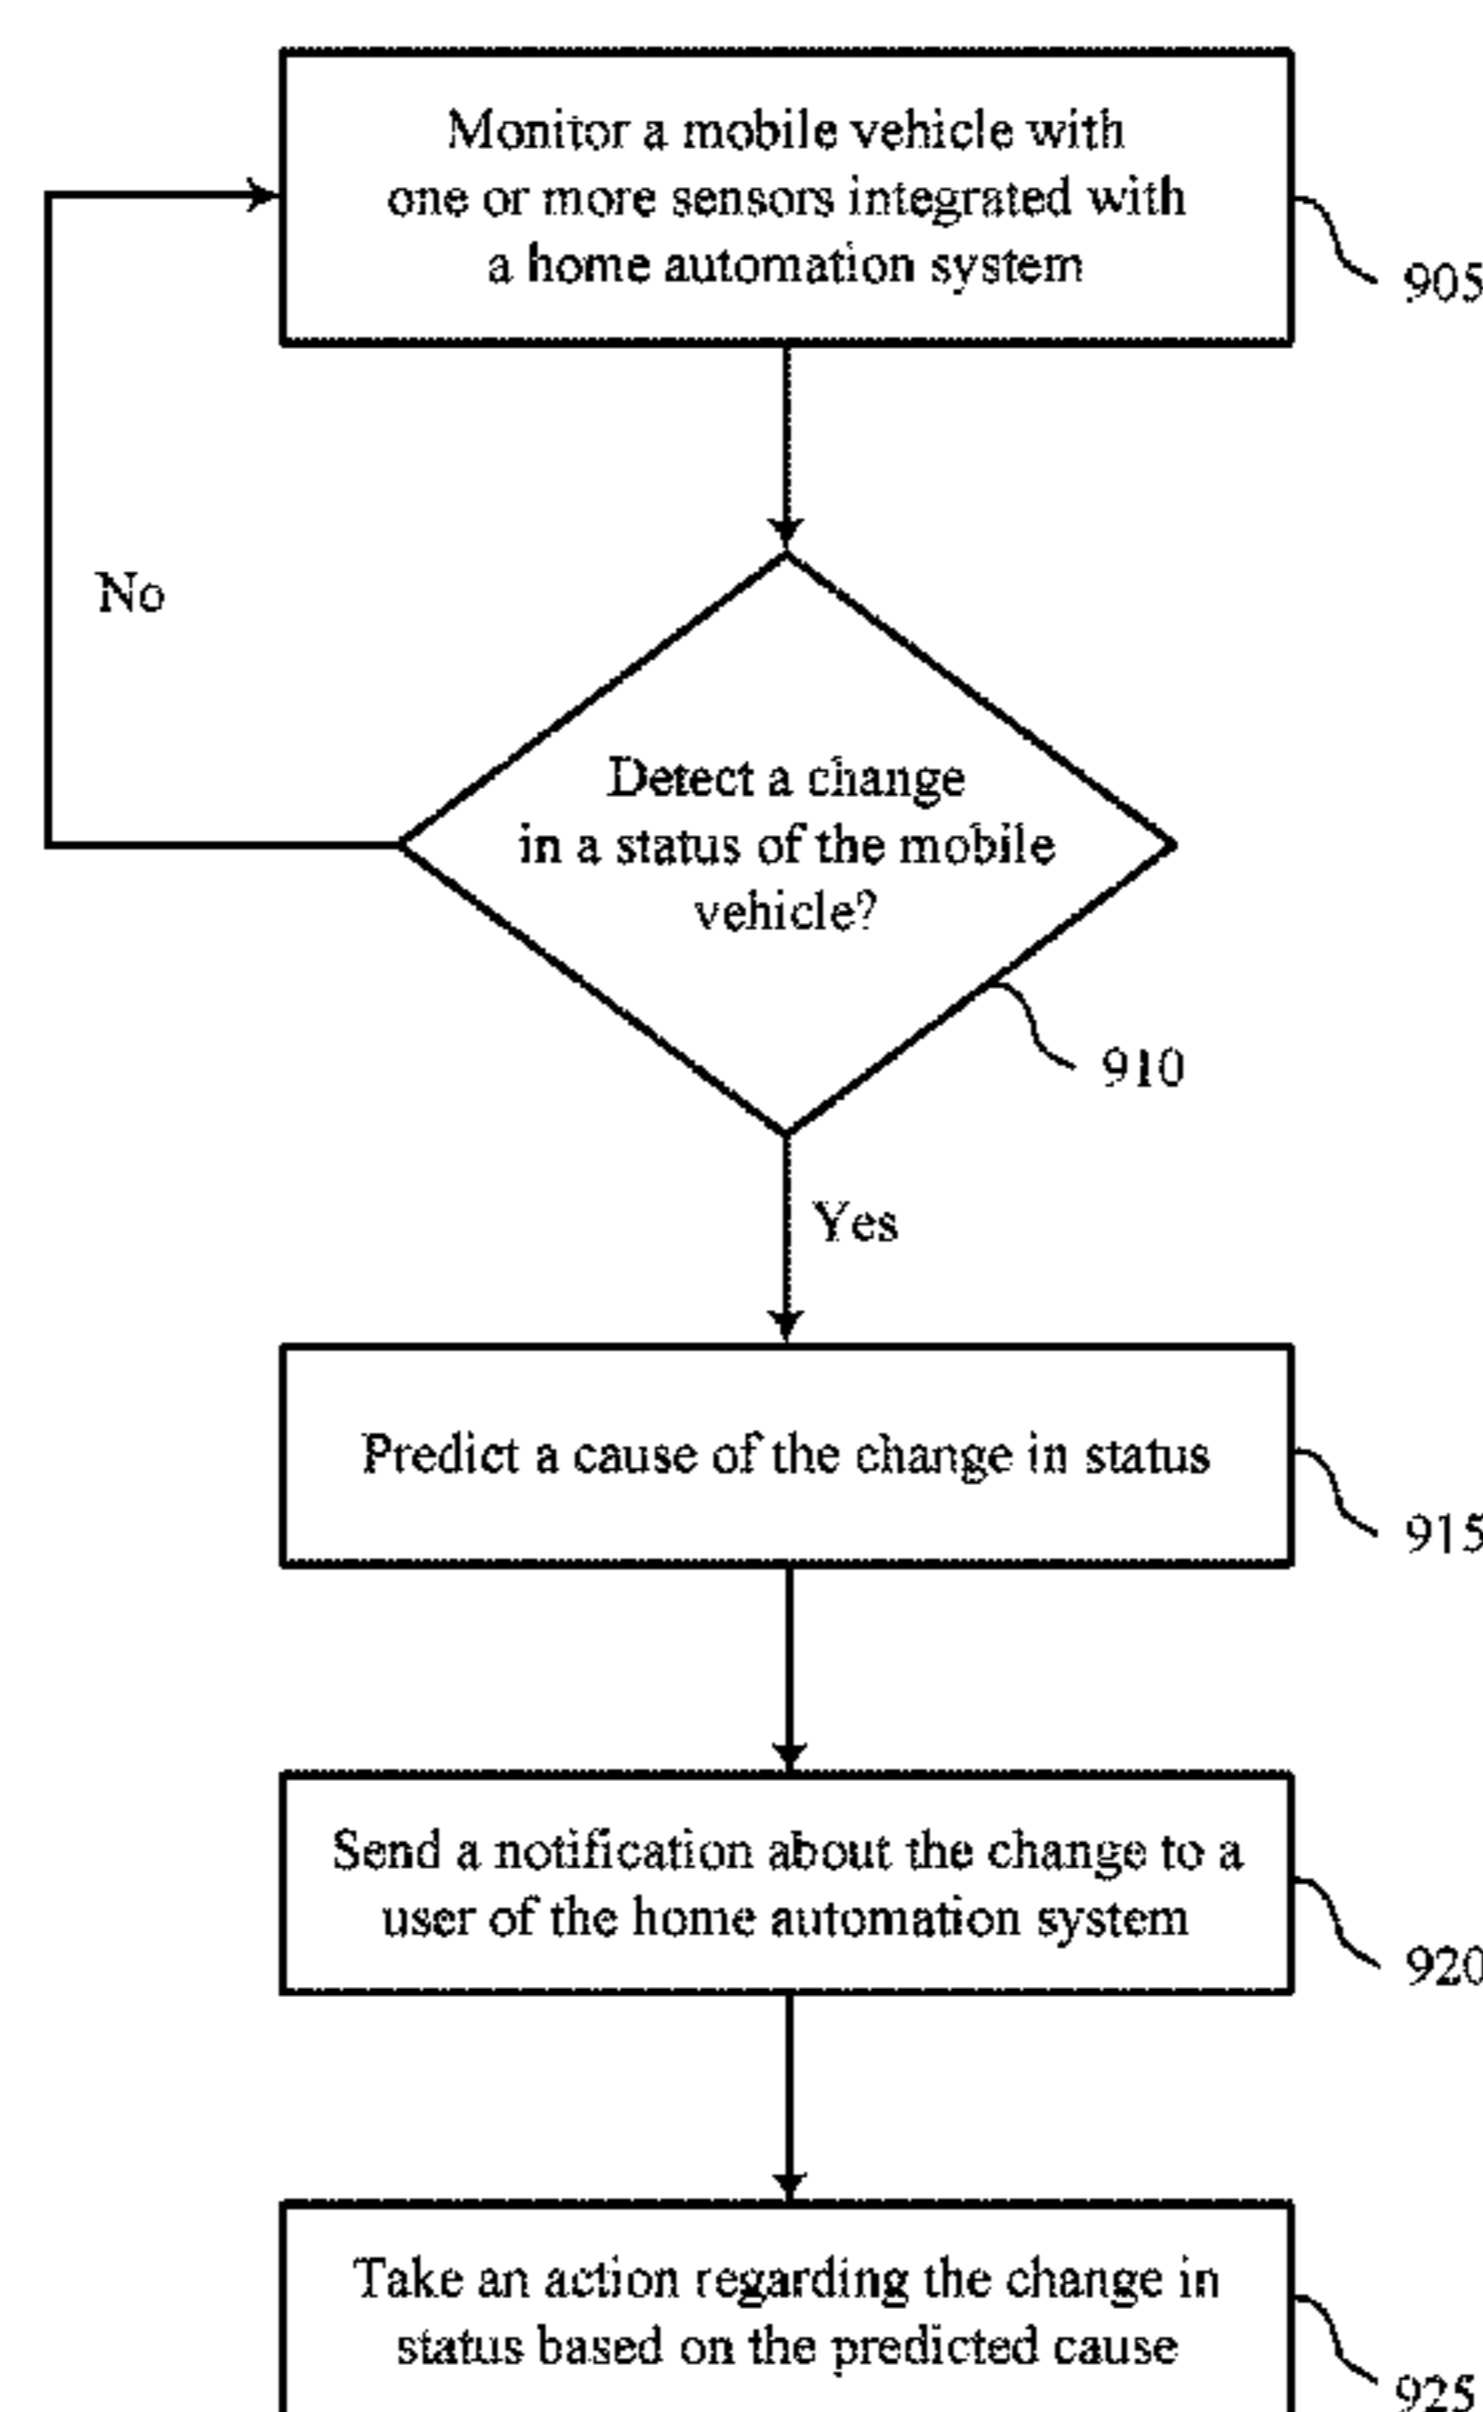 Monitor a mobile vehicle with
one or more sensors integrated with
a home automation system
905
No
Detect a change
in a status of the mobile
vehicle?
910
Yes
Predict a cause of the change in status
915
Send a notification about the change to a
user of the home automation system
920
Take an action regarding the change in
status based on the predicted cause
925